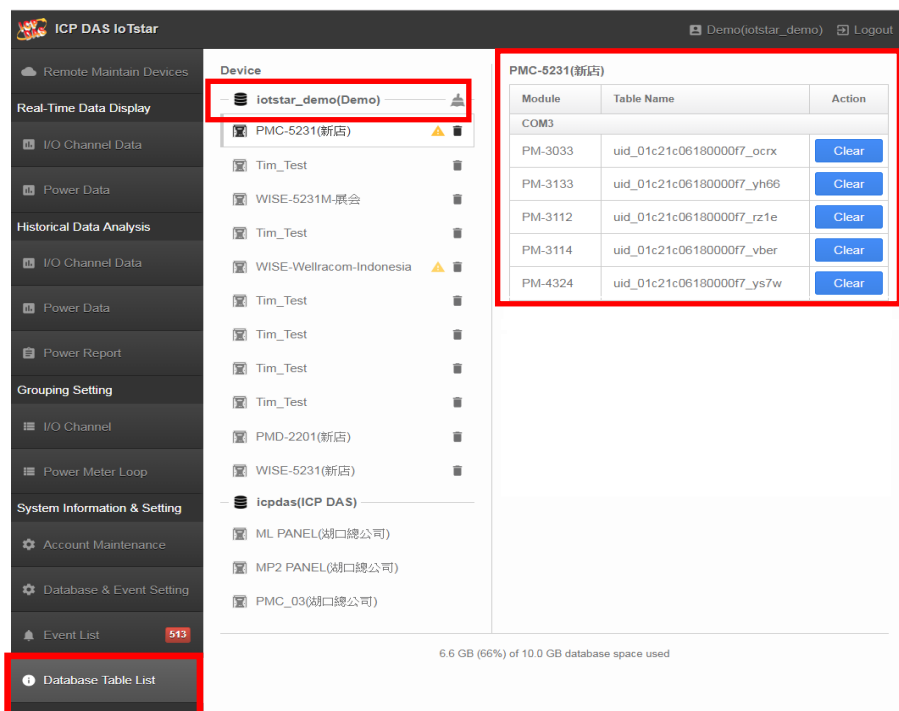 ICP DAS IoTstar
Demo(iotstar_demo) Logout
Remote Maintain Devices
Real-Time Data Display
I/O Channel Data
Power Data
Historical Data Analysis
I/O Channel Data
Power Data
Power Report
Grouping Setting
I/O Channel
Power Meter Loop
System Information & Setting
Account Maintenance
Database & Event Setting
Event List 513
Database Table List
Device
iotstar_demo(Demo)
PMC-5231(新店)
Tim_Test
WISE-5231M-展会
Tim_Test
WISE-Wellracom-Indonesia
Tim_Test
Tim_Test
Tim_Test
Tim_Test
PMD-2201(新店)
WISE-5231(新店)
icpdas(ICP DAS)
ML PANEL(湖口總公司)
MP2 PANEL(湖口總公司)
PMC_03(湖口總公司)
PMC-5231(新店)
Module Table Name Action
COM3
PM-3033 uid_01c21c06180000f7_ocrx Clear
PM-3133 uid_01c21c06180000f7_yh66 Clear
PM-3112 uid_01c21c06180000f7_rz1e Clear
PM-3114 uid_01c21c06180000f7_vber Clear
PM-4324 uid_01c21c06180000f7_ys7w Clear
6.6 GB (66%) of 10.0 GB database space used